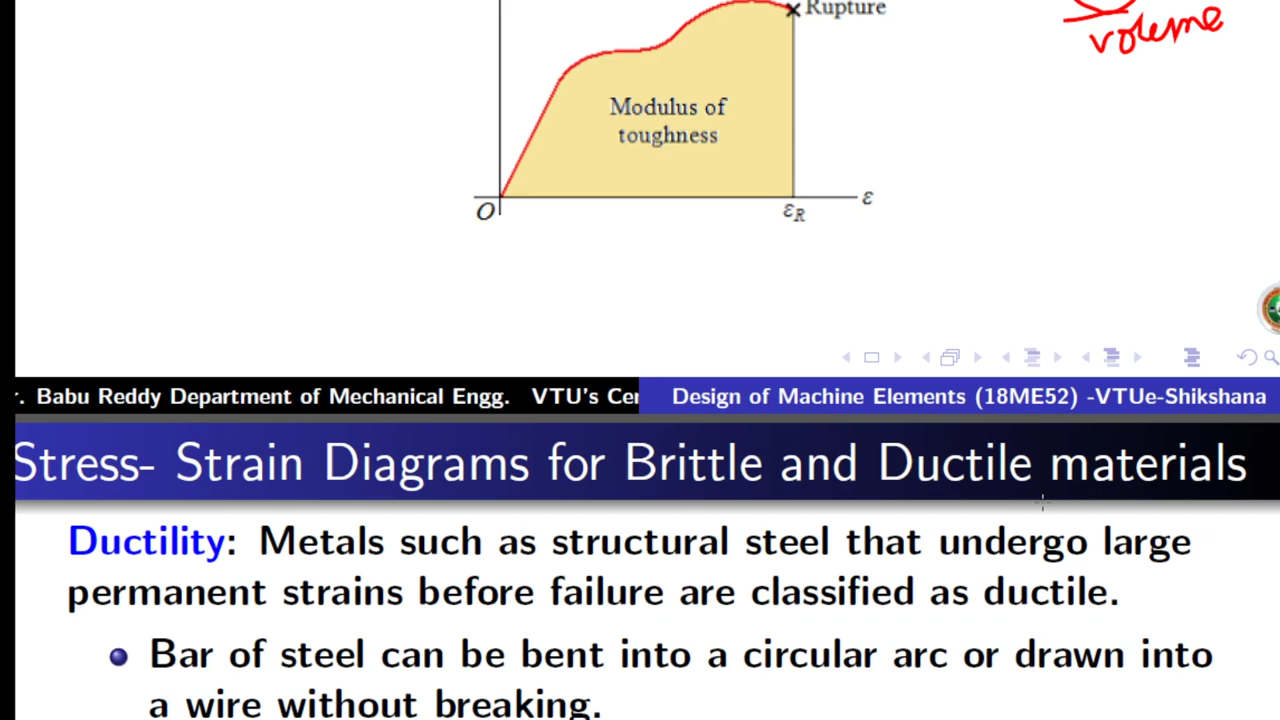 Rupture
voleme
Modulus of
toughness
O
ε_R
ε
r. Babu Reddy Department of Mechanical Engg. VTU's Cen
Design of Machine Elements (18ME52) -VTUe-Shikshana
Stress- Strain Diagrams for Brittle and Ductile materials
Ductility: Metals such as structural steel that undergo large
permanent strains before failure are classified as ductile.
Bar of steel can be bent into a circular arc or drawn into
a wire without breaking.